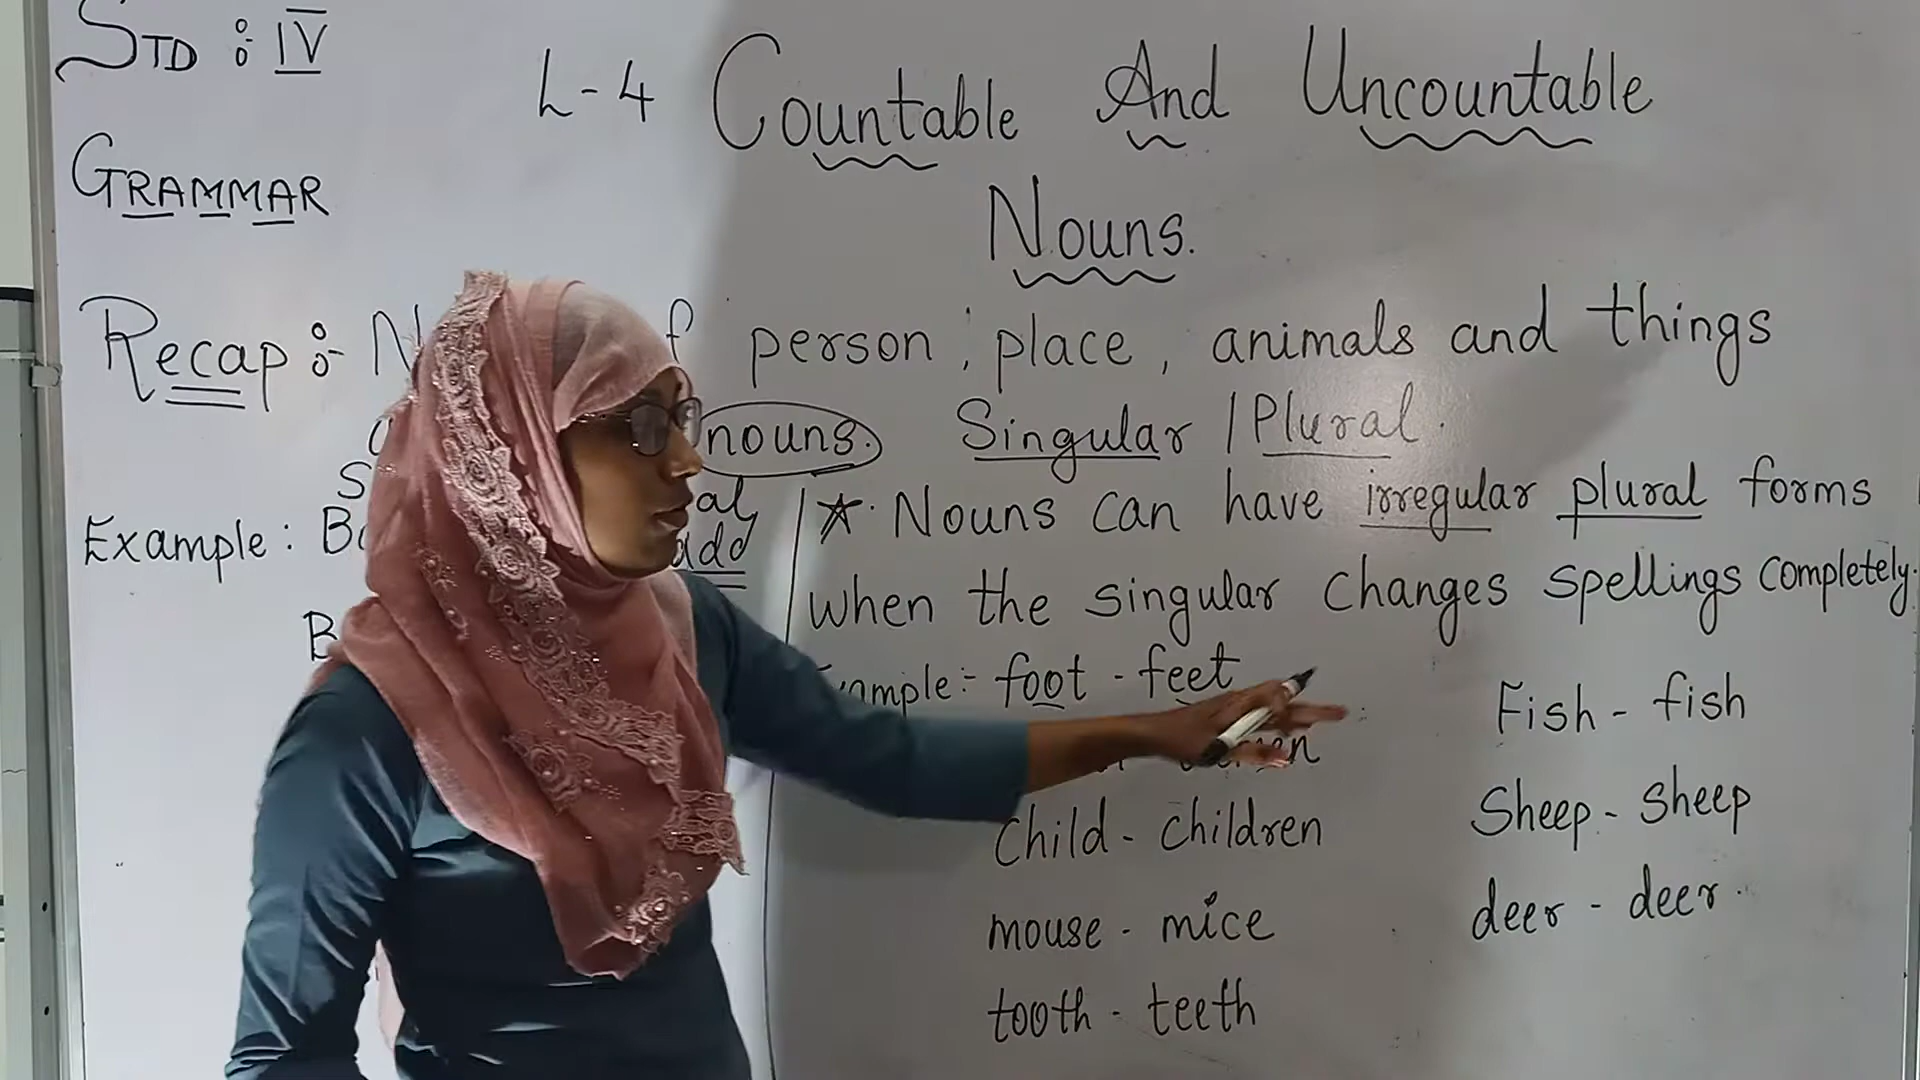 STD : IV
L-4 Countable And Uncountable
GRAMMAR
Nouns.
Recap :- person, place, animals and things
nouns. Singular / Plural.
Example :
add
* Nouns can have irregular plural forms
when the singular changes spellings completely.
foot - feet
Child - children
mouse - mice
tooth - teeth
Fish - fish
Sheep - Sheep
deer - deer.